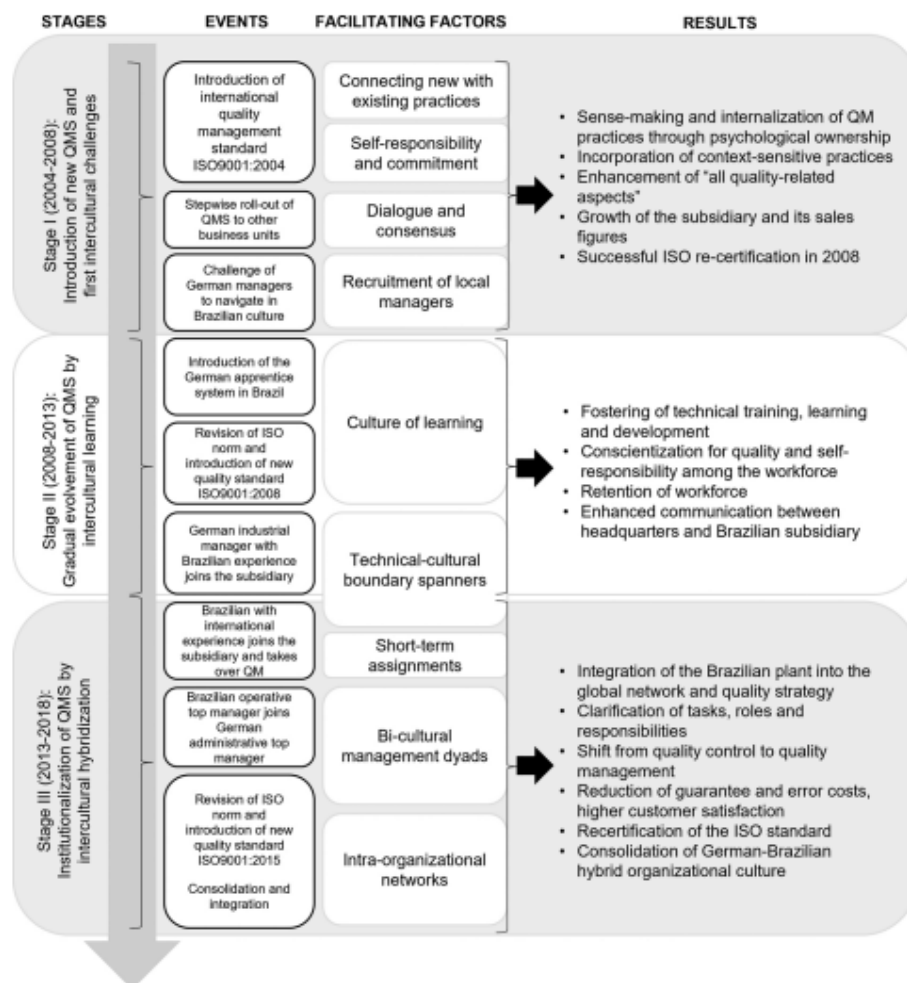 STAGES
EVENTS
FACILITATING FACTORS
RESULTS
Stage I (2004-2008):
Introduction of new QMS and
first intercultural challenges
Introduction of
international
quality
management
standard
ISO9001:2004
Stepwise roll-out of
QMS to other
business units
Challenge of
German managers
to navigate in
Brazilian culture
Connecting new with
existing practices
Self-responsibility
and commitment
Dialogue and
consensus
Recruitment of local
managers
• Sense-making and internalization of QM
practices through psychological ownership
• Incorporation of context-sensitive practices
• Enhancement of “all quality-related
aspects”
• Growth of the subsidiary and its sales
figures
• Successful ISO re-certification in 2008
Stage II (2008-2013):
Gradual evolvement of QMS by
intercultural learning
Introduction of the
German apprentice
system in Brazil
Revision of ISO
norm and
introduction of new
quality standard
ISO9001:2008
German industrial
manager with
Brazilian experience
joins the subsidiary
Culture of learning
Technical-cultural
boundary spanners
• Fostering of technical training, learning
and development
• Conscientization for quality and self-
responsibility among the workforce
• Retention of workforce
• Enhanced communication between
headquarters and Brazilian subsidiary
Stage III (2013-2018):
Institutionalization of QMS by
intercultural hybridization
Brazilian with
international
experience joins the
subsidiary and takes
over QM
Brazilian operative
top manager joins
German
administrative top
manager
Revision of ISO
norm and
introduction of new
quality standard
ISO9001:2015
Consolidation and
integration
Short-term
assignments
Bi-cultural
management dyads
Intra-organizational
networks
• Integration of the Brazilian plant into the
global network and quality strategy
• Clarification of tasks, roles and
responsibilities
• Shift from quality control to quality
management
• Reduction of guarantee and error costs,
higher customer satisfaction
• Recertification of the ISO standard
• Consolidation of German-Brazilian
hybrid organizational culture